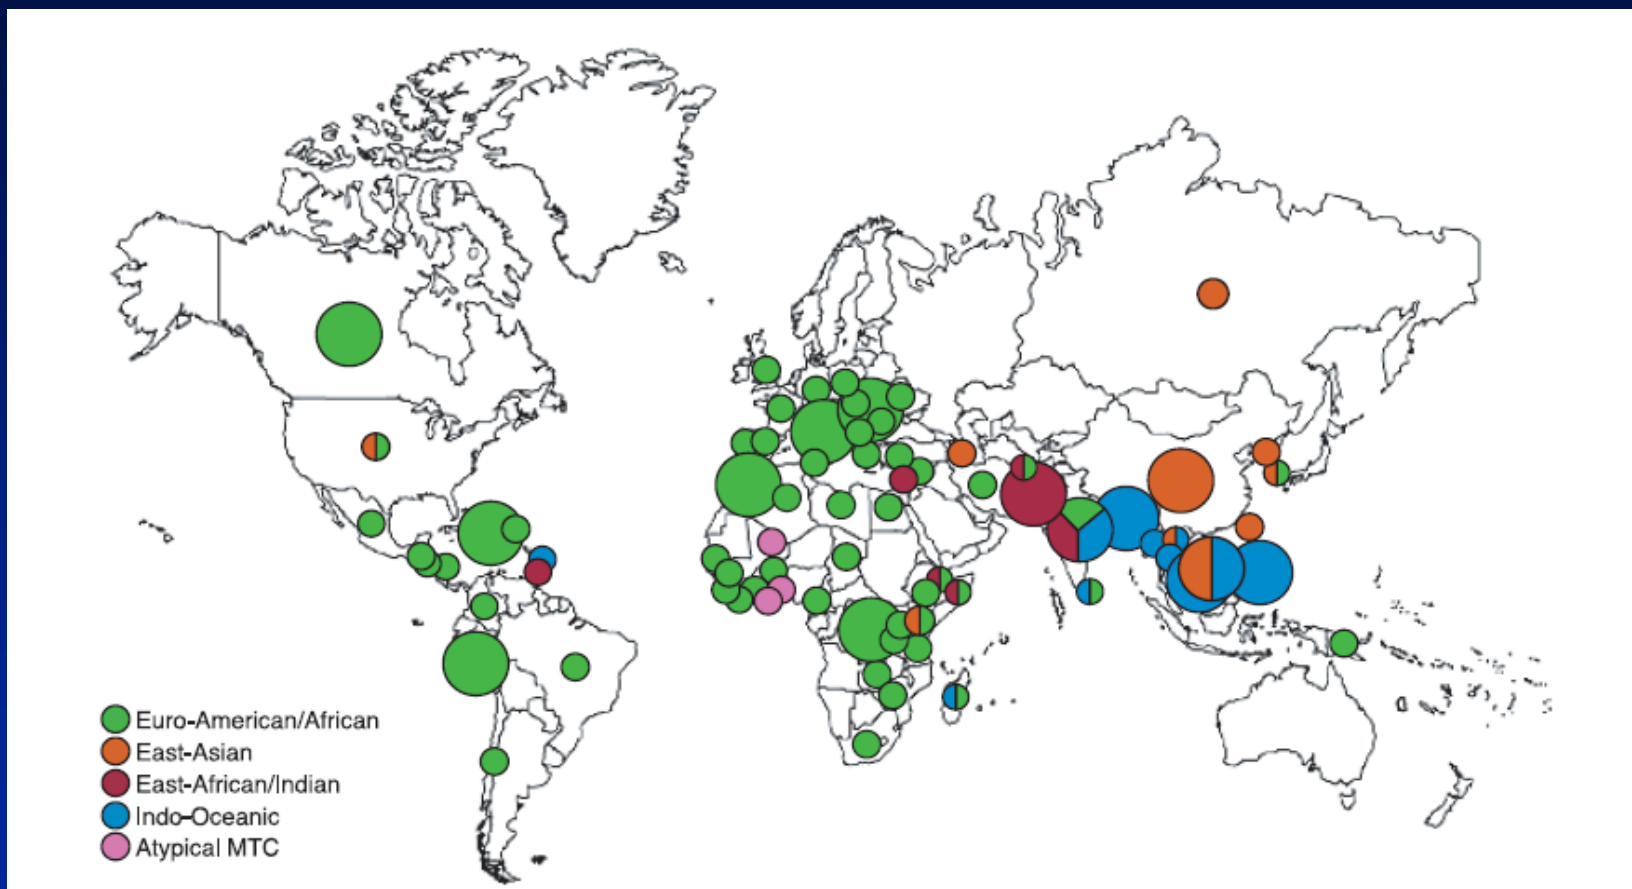 Euro-American/African
East-Asian
East-African/Indian
Indo-Oceanic
Atypical MTC